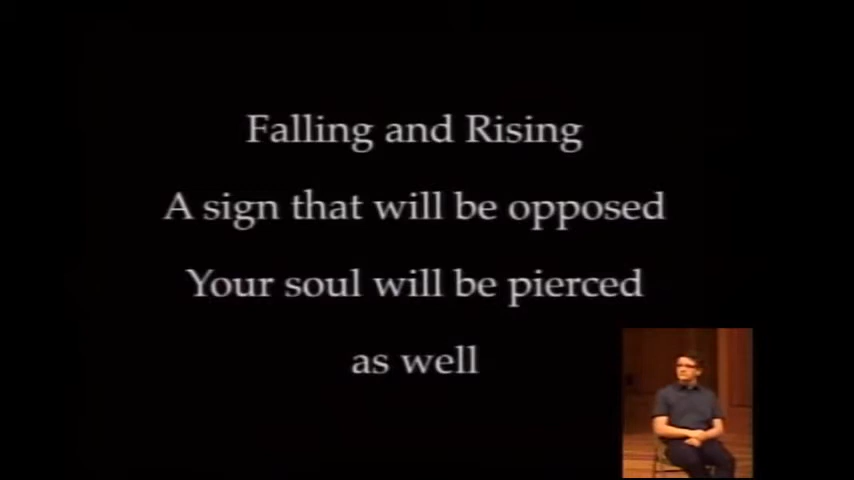 Falling and Rising
A sign that will be opposed
Your soul will be pierced
as well